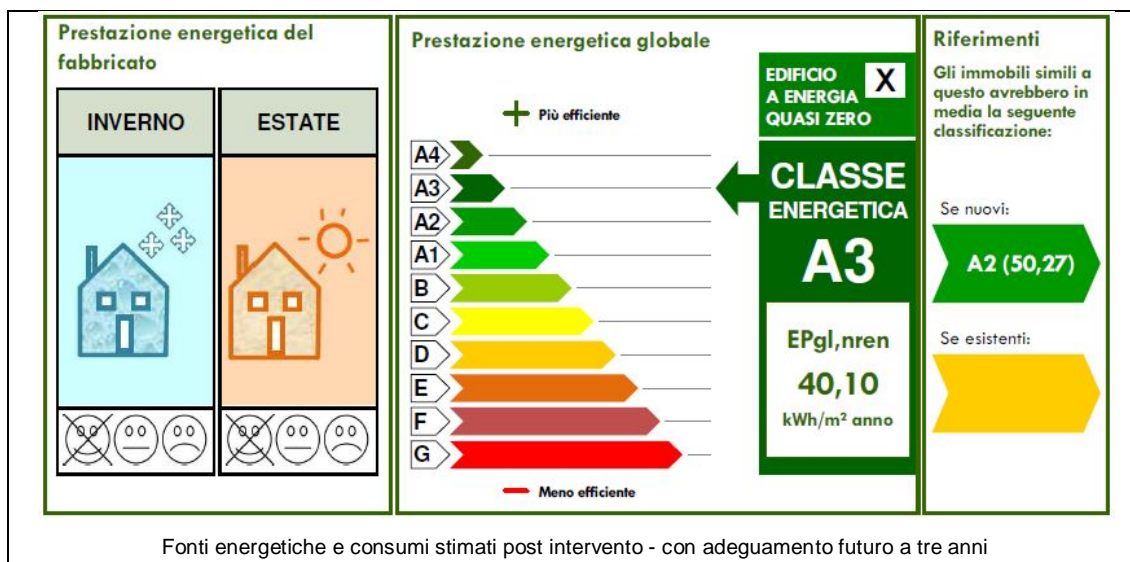 Prestazione energetica del
fabbricato
INVERNO
ESTATE
Prestazione energetica globale
Più efficiente
A4
A3
A2
A1
B
C
D
E
F
G
Meno efficiente
EDIFICIO
A ENERGIA
QUASI ZERO
X
CLASSE
ENERGETICA
A3
EPgl,nren
40,10
kWh/m² anno
Riferimenti
Gli immobili simili a
questo avrebbero in
media la seguente
classificazione:
Se nuovi:
A2 (50,27)
Se esistenti:
Fonti energetiche e consumi stimati post intervento - con adeguamento futuro a tre anni